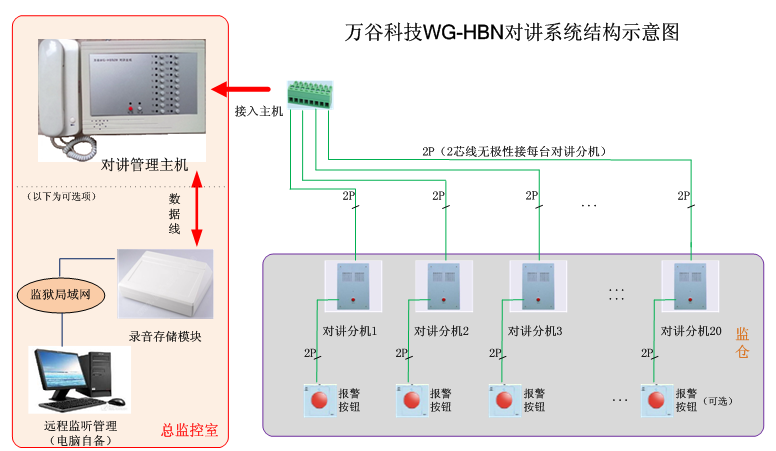 万谷科技WG-HBN对讲系统结构示意图
接入主机
对讲管理主机
2P（2芯线无极性接每台对讲分机）
（以下为可选项）
数
据
线
2P
2P
2P
...
2P
监狱局域网
录音存储模块
对讲分机1
对讲分机2
对讲分机3
对讲分机20
监
仓
2P
2P
2P
2P
报警
按钮
报警
按钮
报警
按钮
...
报警
按钮
（可选）
远程监听管理
（电脑自备）
总监控室